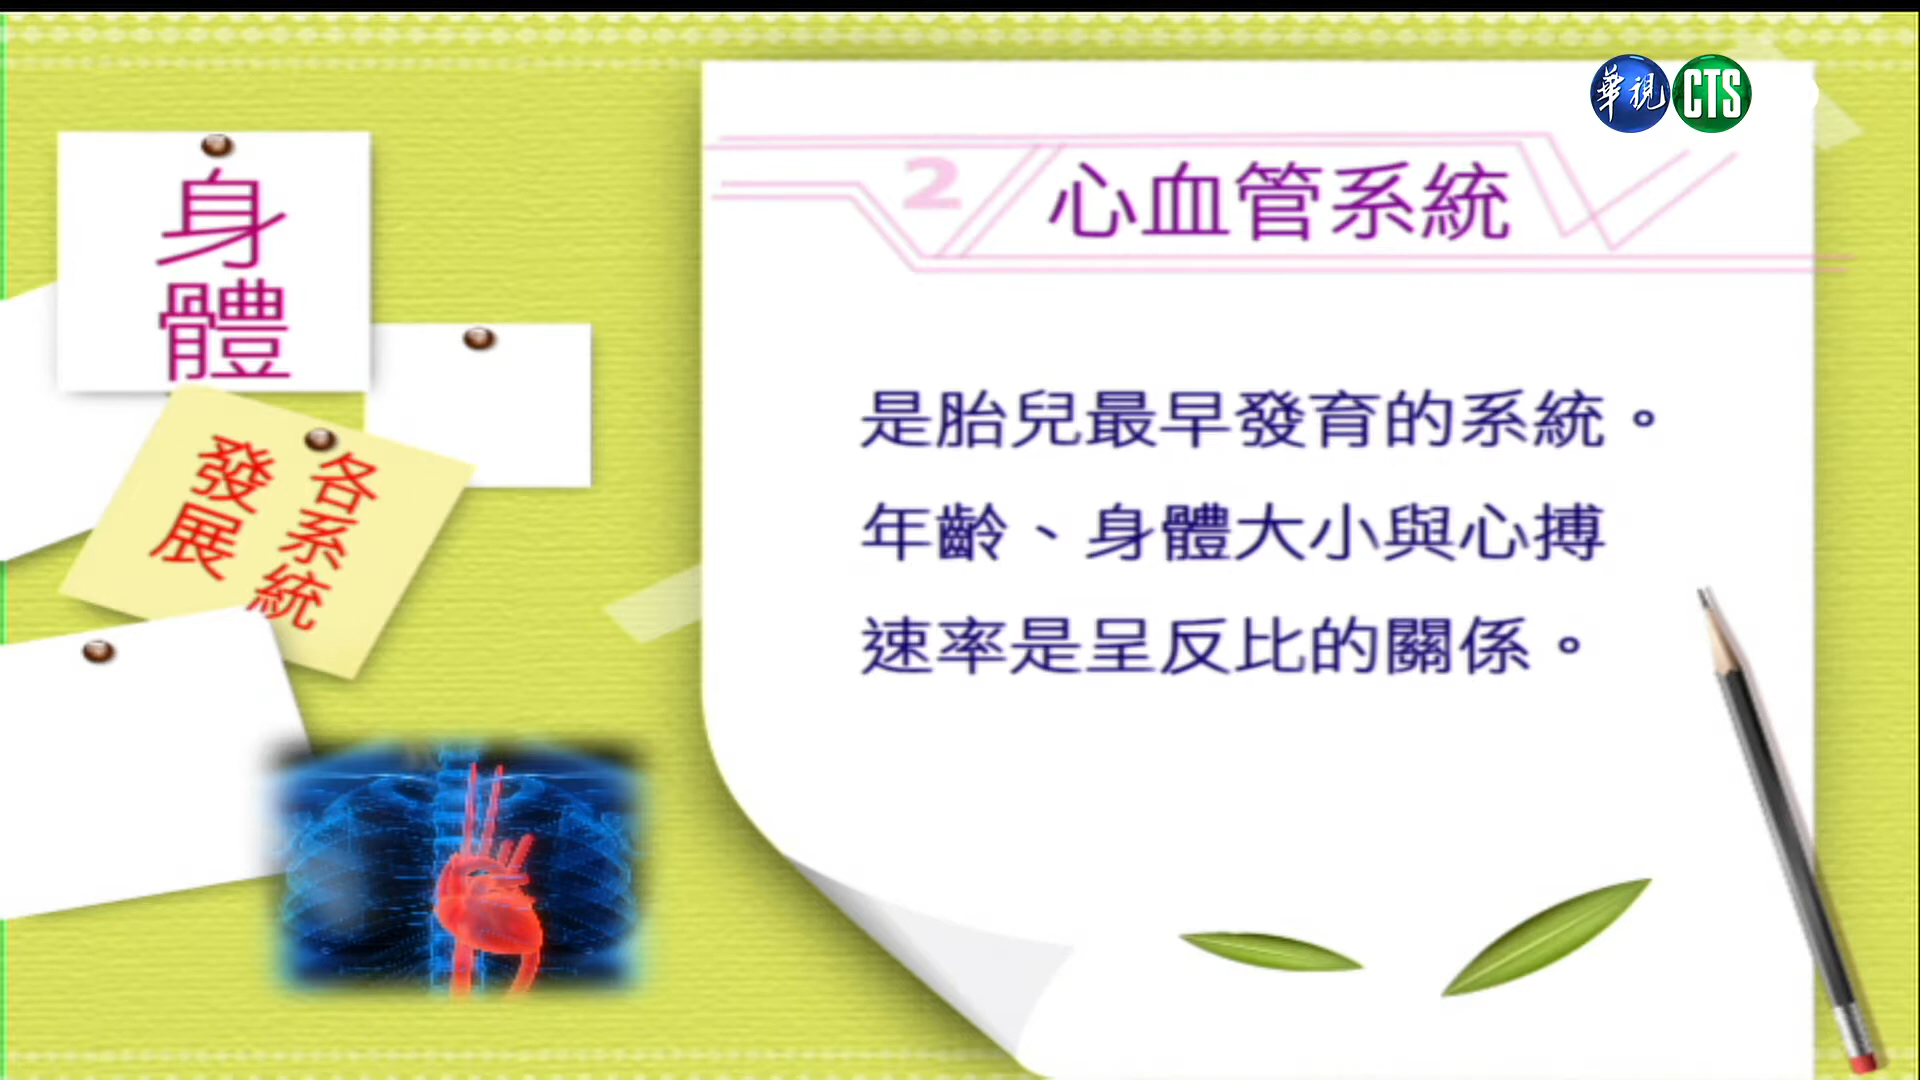 華視 CTS
身體
各系統
發展
2 心血管系統
是胎兒最早發育的系統。
年齡、身體大小與心搏
速率是呈反比的關係。